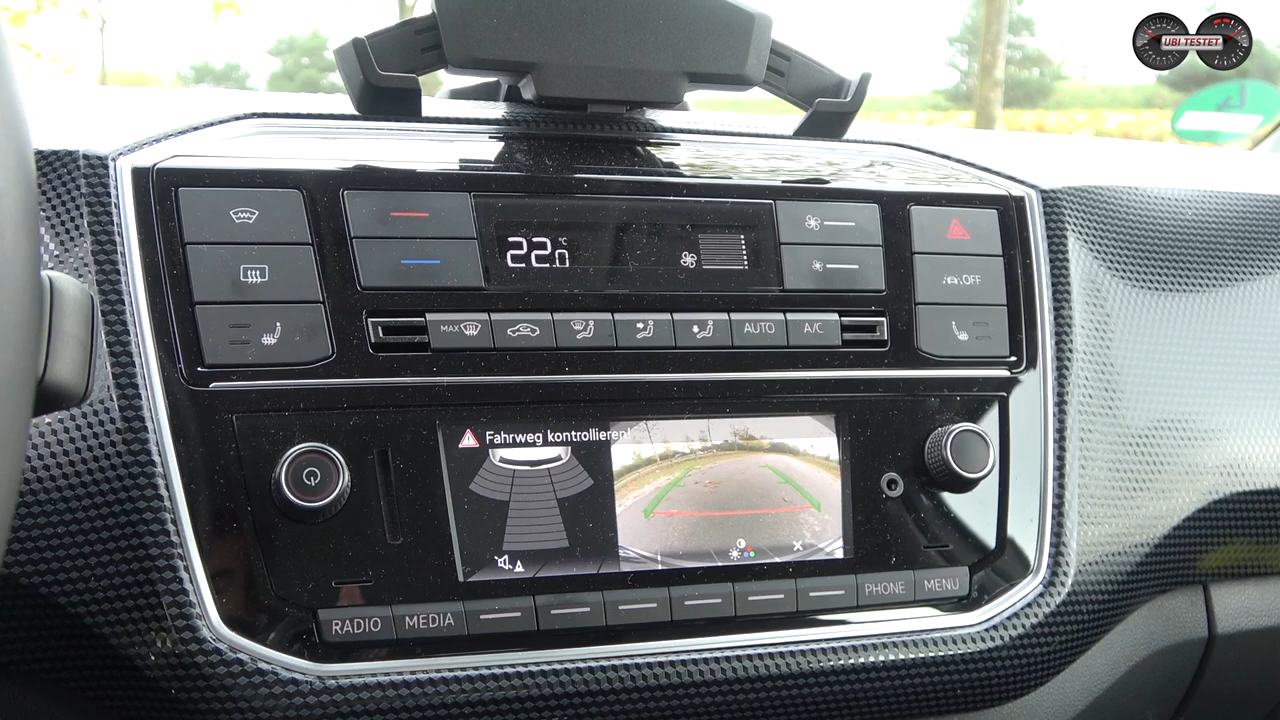 UBI TESTET
22.0 °C
OFF
MAX
AUTO
A/C
Fahrweg kontrollieren!
RADIO
MEDIA
PHONE
MENU